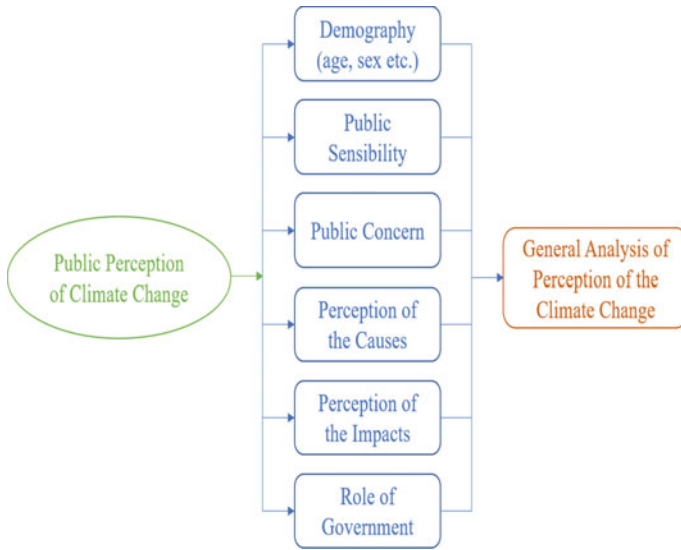 Demography
(age, sex etc.)
Public
Sensibility
Public Concern
Public Perception
of Climate Change
General Analysis of
Perception of the
Climate Change
Perception of
the Causes
Perception of
the Impacts
Role of
Government